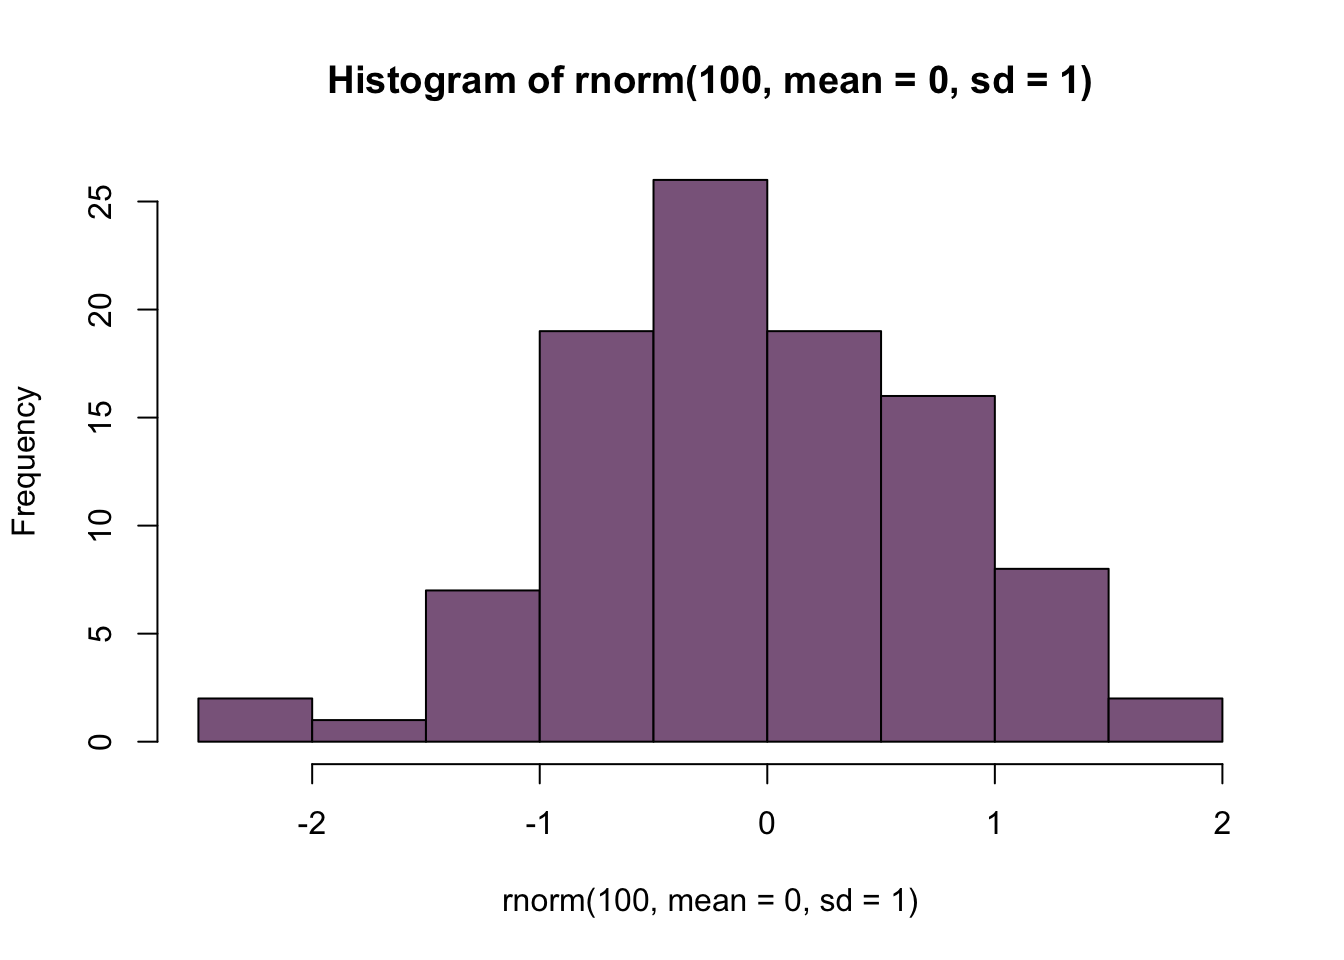 Histogram of rnorm(100, mean = 0, sd = 1)
Frequency
25
20
15
10
5
0
-2 -1 0 1 2
rnorm(100, mean = 0, sd = 1)